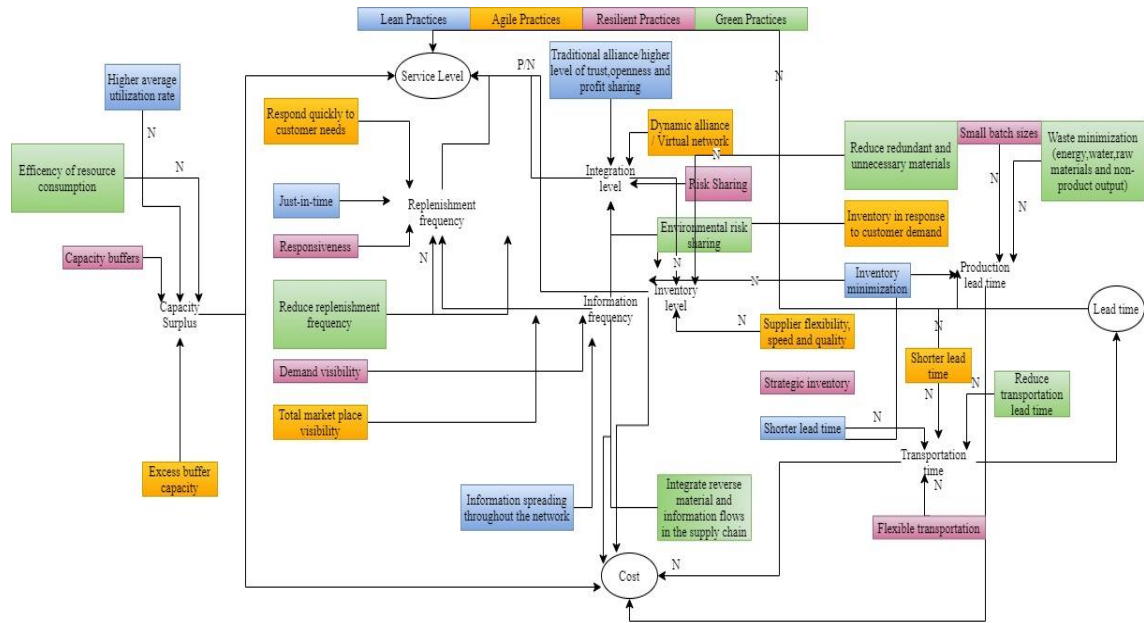 Lean Practices
Agile Practices
Resilient Practices
Green Practices
Service Level
P/N
Traditional alliance/higher
level of trust,openness and
profit sharing
N
Higher average
utilization rate
N
Respond quickly to
customer needs
Dynamic alliance
/ Virtual network
N
Reduce redundant and
unnecessary materials
Small batch sizes
Waste minimization
(energy,water,raw
materials and non-
product output)
N
N
Efficency of resource
consumption
N
Integration
level
Risk Sharing
Just-in-time
Replenishment
frequency
Environmental risk
sharing
Inventory in response
to customer demand
Responsiveness
Capacity buffers
N
N
N
Inventory
minimization
Production
lead time
Capacity
Surplus
Reduce replenishment
frequency
Information
frequency
Inventory
level
N
Supplier flexibility,
speed and quality
N
Lead time
Shorter lead
time
N
Demand visibility
Strategic inventory
Reduce
transportation
lead time
Total market place
visibility
Shorter lead time
N
N
Transportation
time
N
Excess buffer
capacity
Information spreading
throughout the network
Integrate reverse
material and
information flows
in the supply chain
Flexible transportation
Cost
N